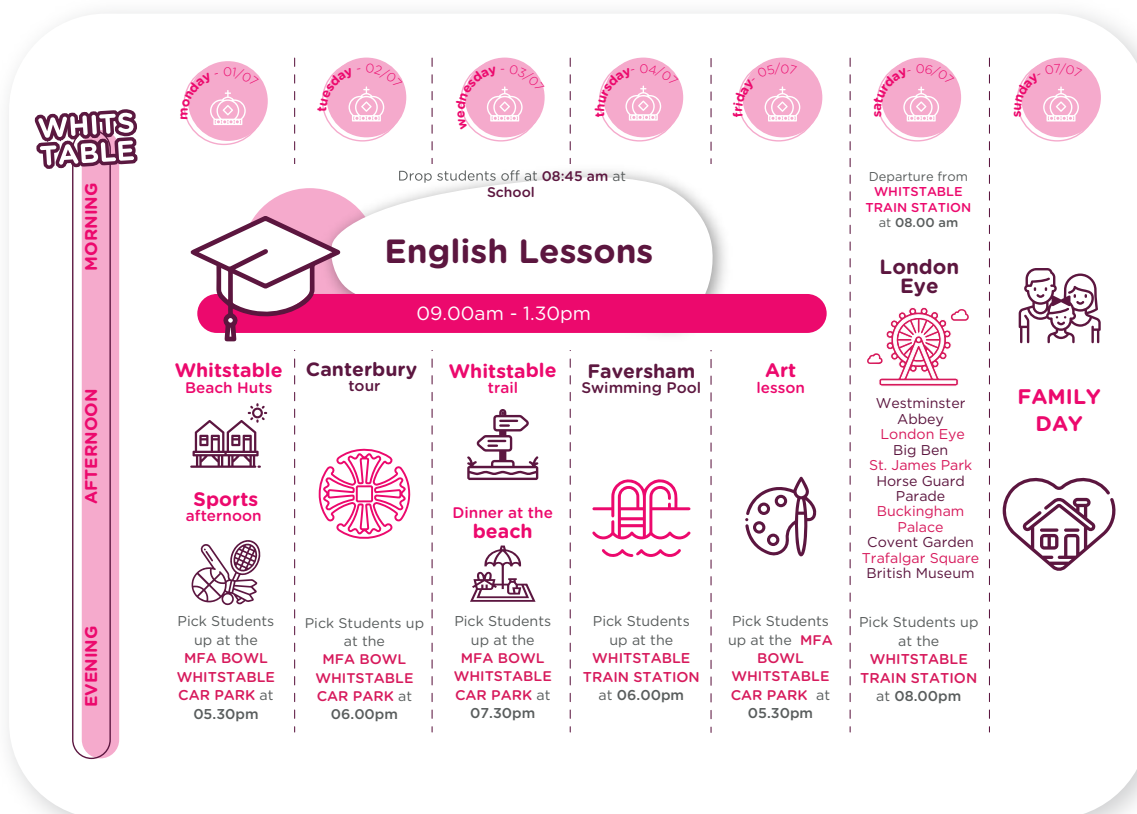 WHITS
TABLE
MORNING
AFTERNOON
EVENING
monday - 01/07
tuesday - 02/07
wednesday - 03/07
thursday - 04/07
friday - 05/07
saturday - 06/07
sunday - 07/07
Drop students off at 08:45 am at
School
English Lessons
09.00am - 1.30pm
Whitstable
Beach Huts
Sports
afternoon
Pick Students
up at the
MFA BOWL
WHITSTABLE
CAR PARK at
05.30pm
Canterbury
tour
Pick Students up
at the
MFA BOWL
WHITSTABLE
CAR PARK at
06.00pm
Whitstable
trail
Dinner at the
beach
Pick Students
up at the
MFA BOWL
WHITSTABLE
CAR PARK at
07.30pm
Faversham
Swimming Pool
Pick Students
up at the
WHITSTABLE
TRAIN STATION
at 06.00pm
Art
lesson
Pick Students
up at the MFA
BOWL
WHITSTABLE
CAR PARK at
05.30pm
Departure from
WHITSTABLE
TRAIN STATION
at 08.00 am
London
Eye
Westminster
Abbey
London Eye
Big Ben
St. James Park
Horse Guard
Parade
Buckingham
Palace
Covent Garden
Trafalgar Square
British Museum
Pick Students up
at the
WHITSTABLE
TRAIN STATION
at 08.00pm
FAMILY
DAY